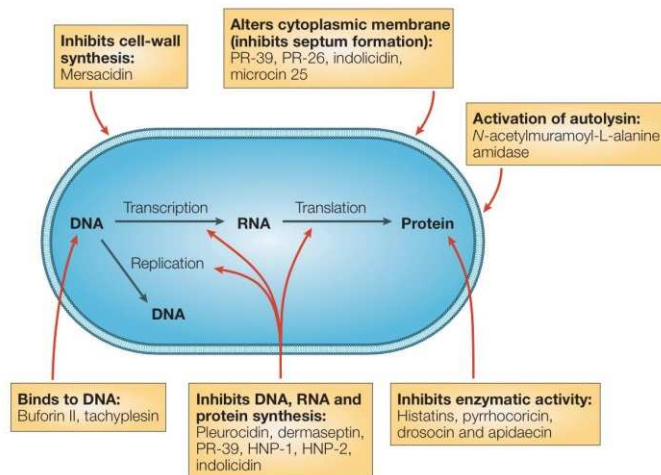 Inhibits cell-wall
synthesis:
Mersacidin
Alters cytoplasmic membrane
(inhibits septum formation):
PR-39, PR-26, indolicidin,
microcin 25
Activation of autolysin:
N-acetylmuramoyl-L-alanine
amidase
DNA
Transcription
RNA
Translation
Protein
Replication
DNA
Binds to DNA:
Buforin II, tachyplesin
Inhibits DNA, RNA and
protein synthesis:
Pleurocidin, dermaseptin,
PR-39, HNP-1, HNP-2,
indolicidin
Inhibits enzymatic activity:
Histatins, pyrrhocoricin,
drosocin and apidaecin